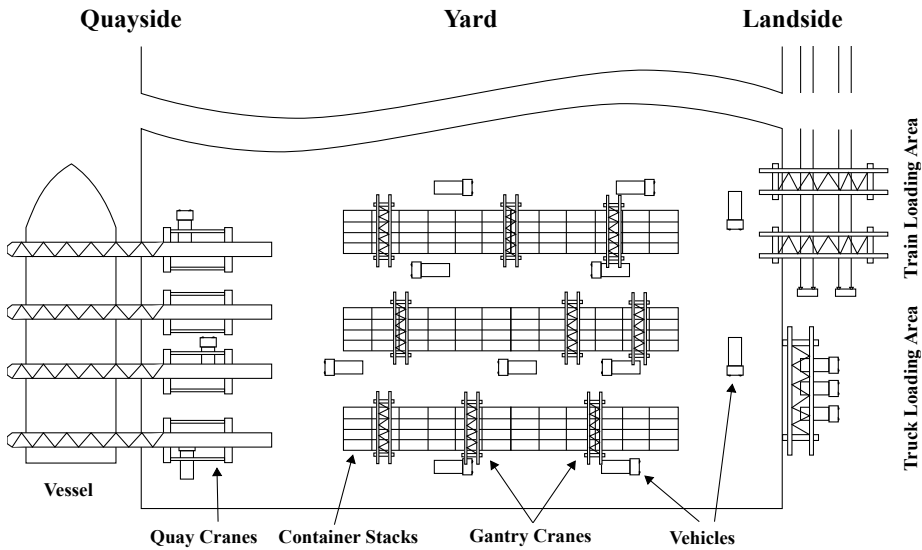 Quayside
Yard
Landside
Train Loading Area
Truck Loading Area
Vessel
Quay Cranes
Container Stacks
Gantry Cranes
Vehicles